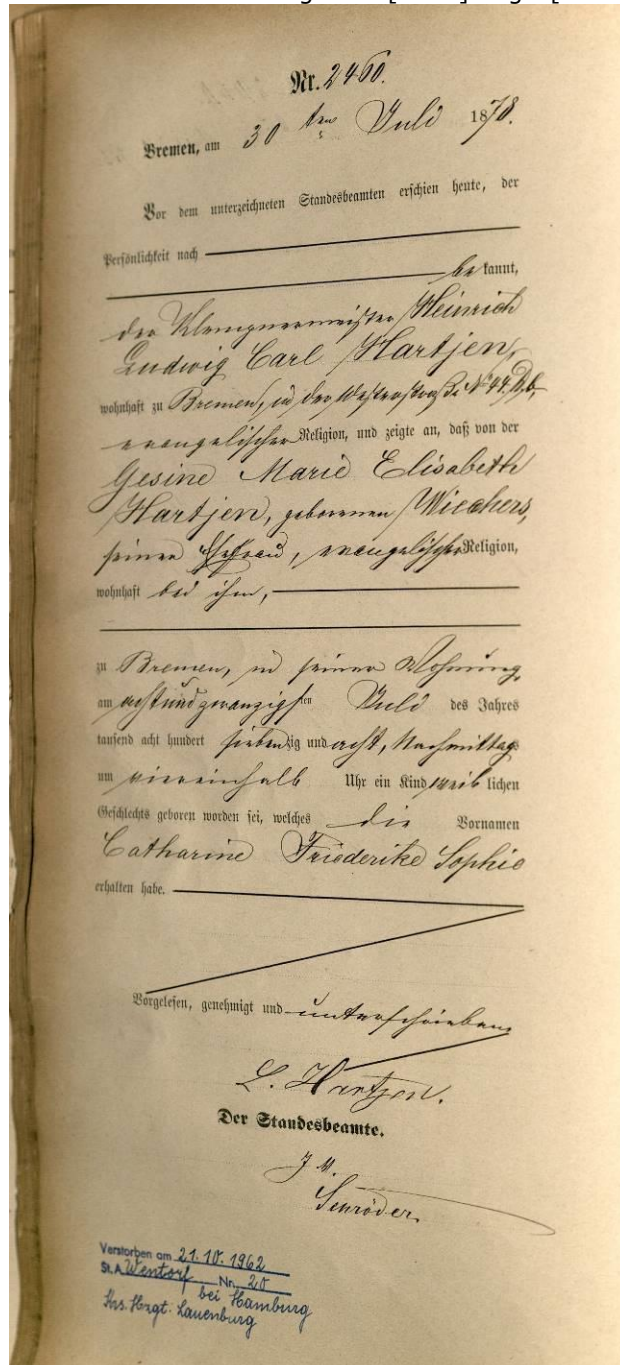 Nr. 2460.
Bremen, am 30 ten Juli 1878.
Vor dem unterzeichneten Standesbeamten erschien heute, der
Persönlichkeit nach
be kannt,
der Klempnermeister Heinrich
Ludwig Carl Hartjen,
wohnhaft zu Bremen, in der Westerstraße No 44
evangelischer Religion, und zeigte an, daß von der
Gesine Marie Elisabeth
Hartjen, geborenen Wiechers,
seiner Ehefrau, evangelischer Religion,
wohnhaft bei ihm,
zu Bremen, in seiner Wohnung,
am achtundzwanzigsten Juli des Jahres
tausend acht hundert siebenzig und acht, Nachmittags
um viereinhalb Uhr ein Kind weiblichen
Geschlechts geboren worden sei, welches die Vornamen
Catharine Friederike Sophie
erhalten habe.
Vorgelesen, genehmigt und unterschrieben.
L. Hartjen.
Der Standesbeamte.
Schröder.
Verstorben am 21.10.1962
St.A. Wentorf Nr. 20
bei Hamburg
Krs. Hzgt. Lauenburg